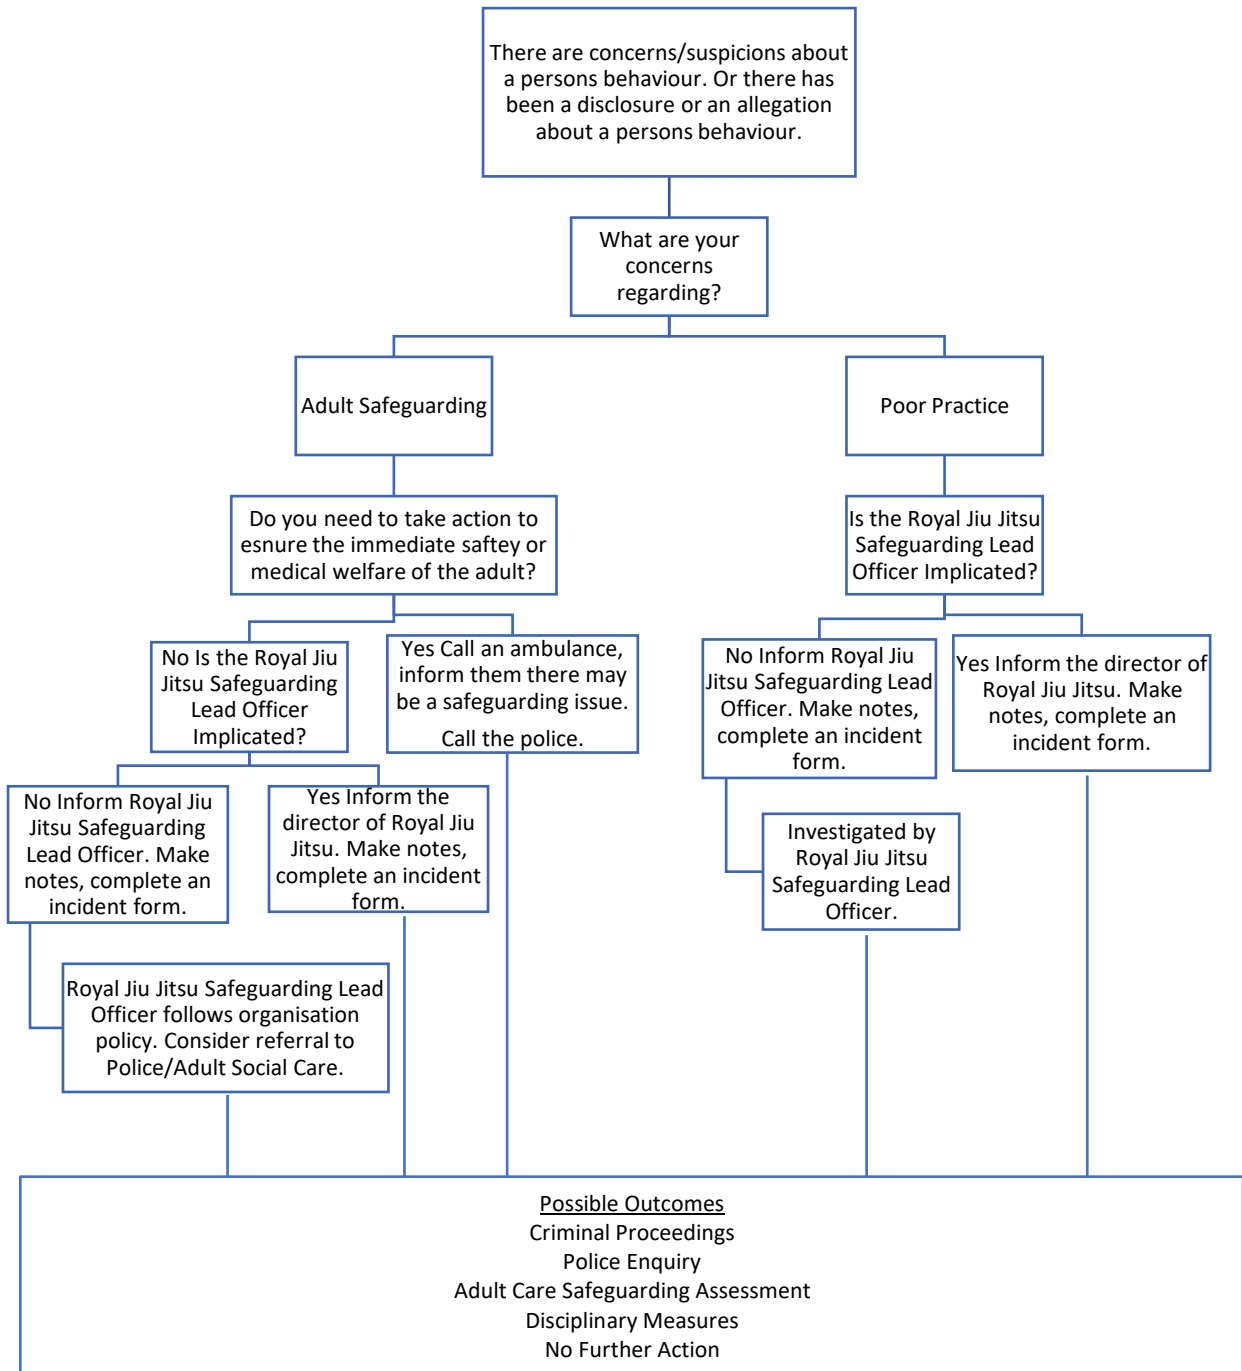 There are concerns/suspicions about
a persons behaviour. Or there has
been a disclosure or an allegation
about a persons behaviour.
What are your
concerns
regarding?
Adult Safeguarding
Poor Practice
Do you need to take action to
esnure the immediate saftey or
medical welfare of the adult?
Is the Royal Jiu Jitsu
Safeguarding Lead
Officer Implicated?
No Is the Royal Jiu
Jitsu Safeguarding
Lead Officer
Implicated?
Yes Call an ambulance,
inform them there may
be a safeguarding issue.
Call the police.
No Inform Royal Jiu
Jitsu Safeguarding Lead
Officer. Make notes,
complete an incident
form.
Yes Inform the director of
Royal Jiu Jitsu. Make
notes, complete an
incident form.
No Inform Royal Jiu
Jitsu Safeguarding
Lead Officer. Make
notes, complete an
incident form.
Yes Inform the
director of Royal Jiu
Jitsu. Make notes,
complete an incident
form.
Investigated by
Royal Jiu Jitsu
Safeguarding Lead
Officer.
Royal Jiu Jitsu Safeguarding Lead
Officer follows organisation
policy. Consider referral to
Police/Adult Social Care.
Possible Outcomes
Criminal Proceedings
Police Enquiry
Adult Care Safeguarding Assessment
Disciplinary Measures
No Further Action